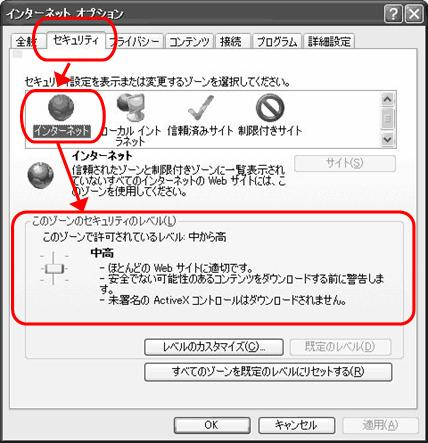 インターネット オプション
全般 セキュリティ プライバシー コンテンツ 接続 プログラム 詳細設定
セキュリティ設定を表示または変更するゾーンを選択してください。
インターネット ローカル イントラネット 信頼済みサイト 制限付きサイト
インターネット
信頼されたゾーンと制限付きゾーンに一覧表示され
ていないすべてのインターネットの Web サイトには、こ
のゾーンを使用してください。
サイト(S)
このゾーンのセキュリティのレベル(L)
このゾーンで許可されているレベル: 中から高
中高
- ほとんどの Web サイトに適切です。
- 安全でない可能性のあるコンテンツをダウンロードする前に警告しま
す。
- 未署名の ActiveX コントロールはダウンロードされません。
レベルのカスタマイズ(C)... 既定のレベル(D)
すべてのゾーンを既定のレベルにリセットする(R)
OK キャンセル 適用(A)